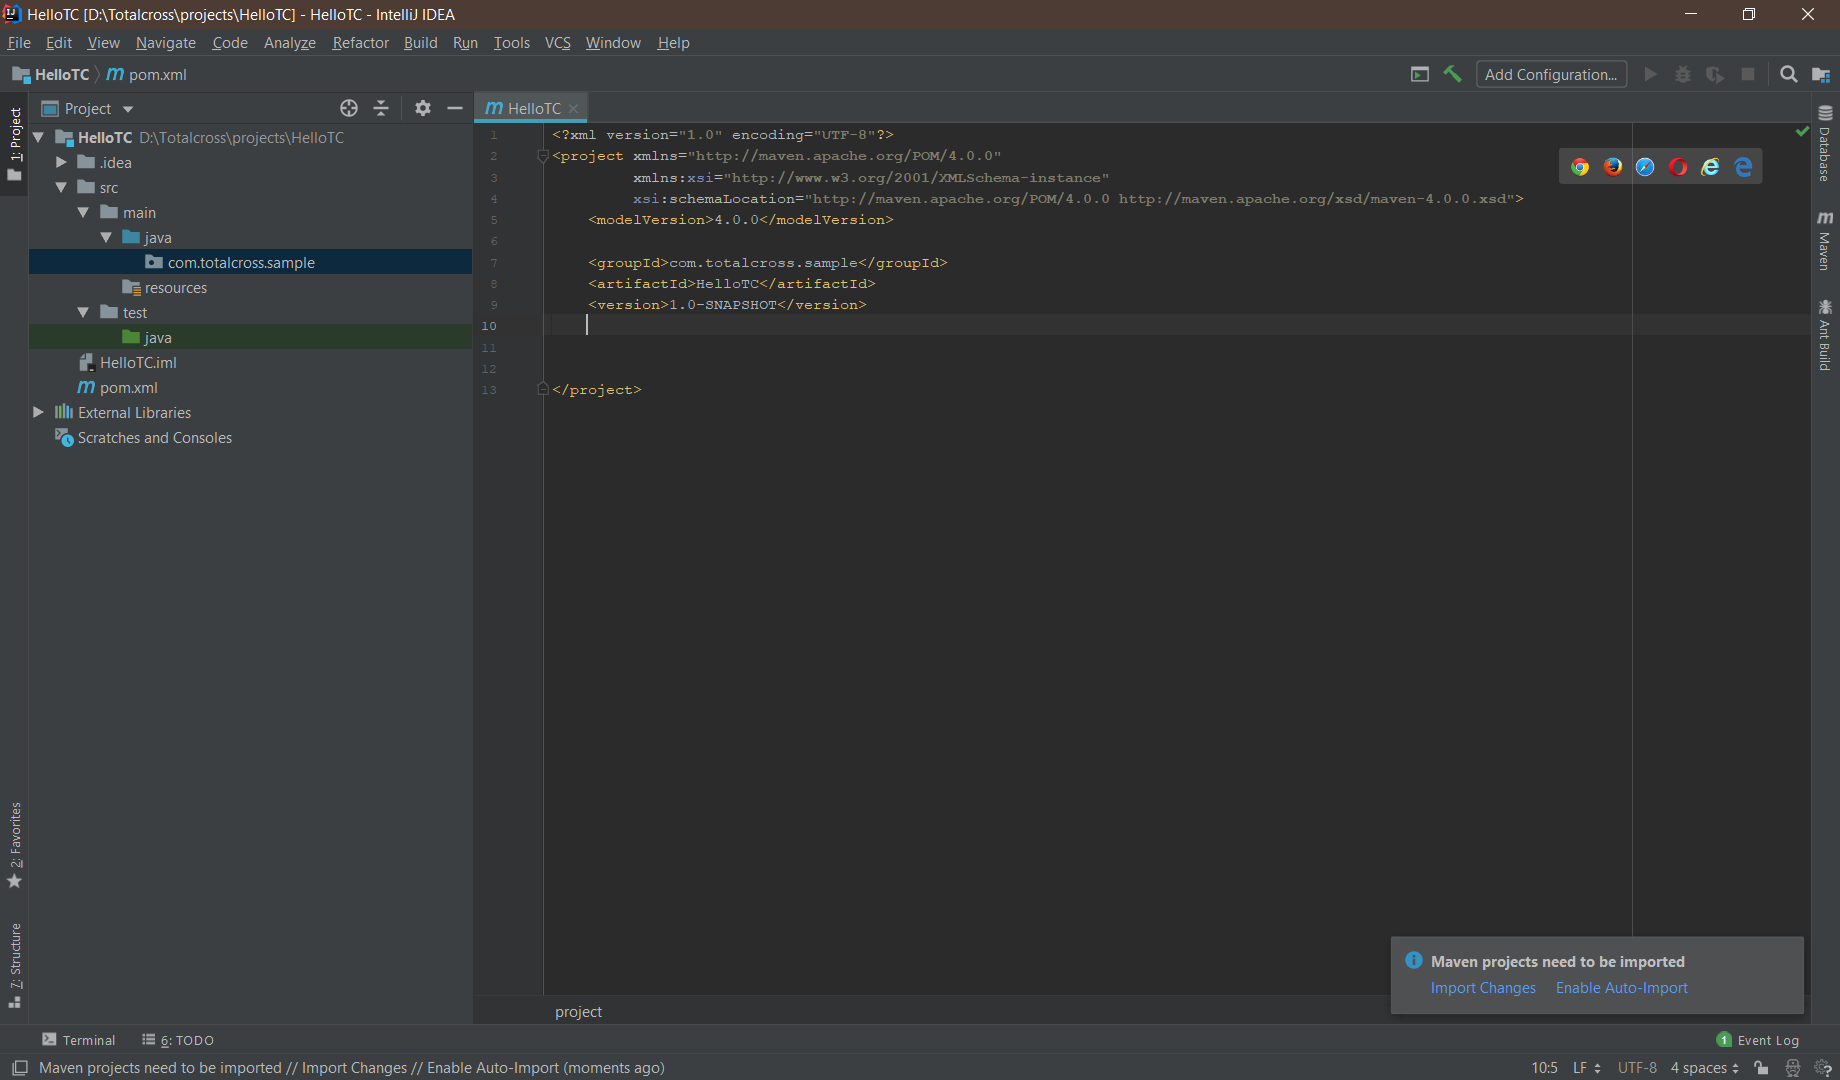 HelloTC [D:\Totalcross\projects\HelloTC] - HelloTC - IntelliJ IDEA
File Edit View Navigate Code Analyze Refactor Build Run Tools VCS Window Help
HelloTC pom.xml
Add Configuration...
1: Project
Project
HelloTC D:\Totalcross\projects\HelloTC
.idea
src
main
java
com.totalcross.sample
resources
test
java
HelloTC.iml
pom.xml
External Libraries
Scratches and Consoles
2: Favorites
7: Structure
HelloTC
1 <?xml version="1.0" encoding="UTF-8"?>
2 <project xmlns="http://maven.apache.org/POM/4.0.0"
3 xmlns:xsi="http://www.w3.org/2001/XMLSchema-instance"
4 xsi:schemaLocation="http://maven.apache.org/POM/4.0.0 http://maven.apache.org/xsd/maven-4.0.0.xsd">
5 <modelVersion>4.0.0</modelVersion>
6
7 <groupId>com.totalcross.sample</groupId>
8 <artifactId>HelloTC</artifactId>
9 <version>1.0-SNAPSHOT</version>
10
11
12
13 </project>
Database
Maven
Ant Build
Maven projects need to be imported
Import Changes Enable Auto-Import
project
Terminal 6: TODO
1 Event Log
Maven projects need to be imported // Import Changes // Enable Auto-Import (moments ago)
10:5 LF UTF-8 4 spaces